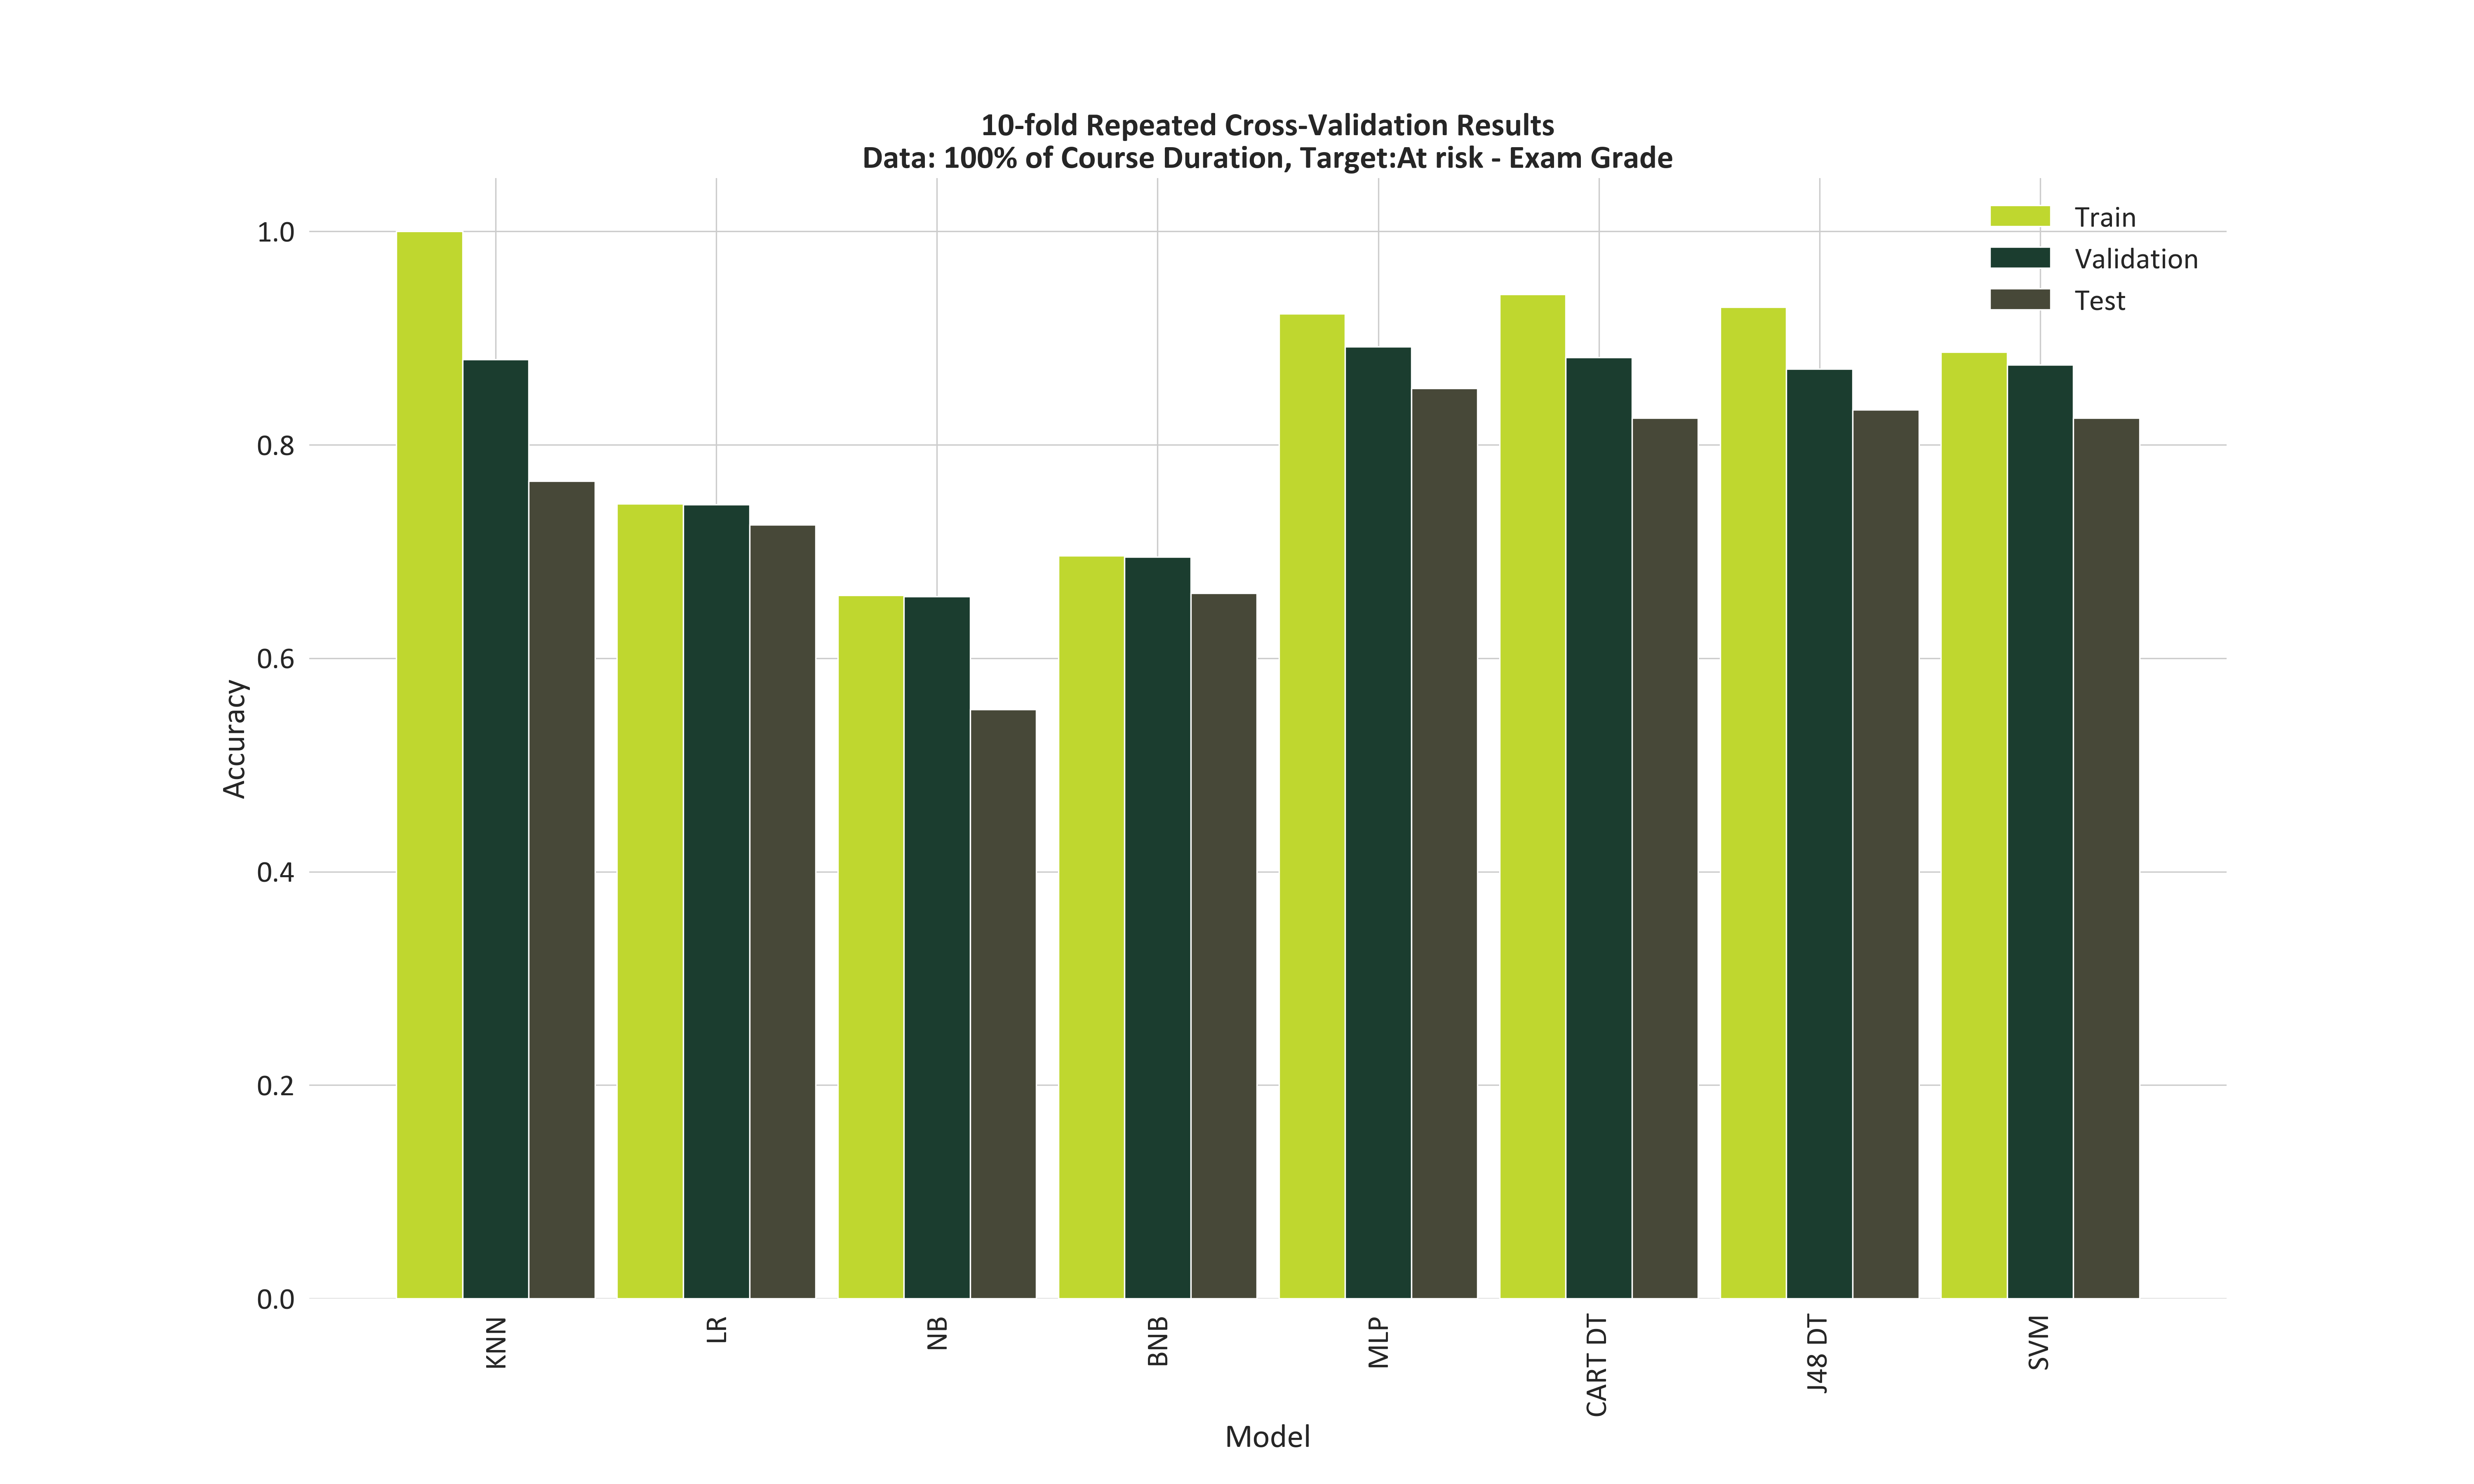 10-fold Repeated Cross-Validation Results
Data: 100% of Course Duration, Target:At risk - Exam Grade
Train
Validation
Test
Accuracy
1.0
0.8
0.6
0.4
0.2
0.0
KNN
LR
NB
BNB
MLP
CART DT
J48 DT
SVM
Model